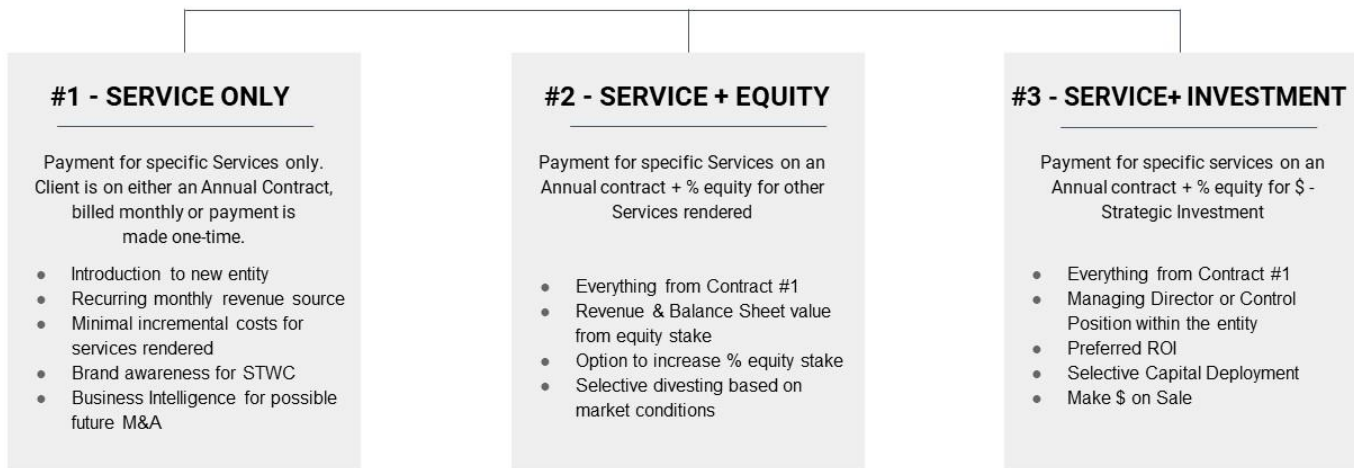 #1 - SERVICE ONLY
Payment for specific Services only.
Client is on either an Annual Contract,
billed monthly or payment is
made one-time.
● Introduction to new entity
● Recurring monthly revenue source
● Minimal incremental costs for
services rendered
● Brand awareness for STWC
● Business Intelligence for possible
future M&A
#2 - SERVICE + EQUITY
Payment for specific Services on an
Annual contract + % equity for other
Services rendered
● Everything from Contract #1
● Revenue & Balance Sheet value
from equity stake
● Option to increase % equity stake
● Selective divesting based on
market conditions
#3 - SERVICE+ INVESTMENT
Payment for specific services on an
Annual contract + % equity for $ -
Strategic Investment
● Everything from Contract #1
● Managing Director or Control
Position within the entity
● Preferred ROI
● Selective Capital Deployment
● Make $ on Sale